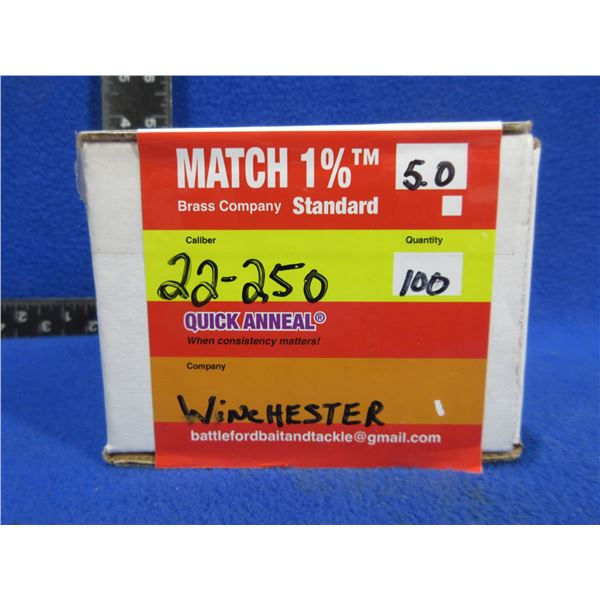 MATCH 1%™ 5.0
Brass Company Standard
Caliber Quantity
22-250 100
QUICK ANNEAL®
When consistency matters!
Company
WINCHESTER
battlefordbaitandtackle@gmail.com